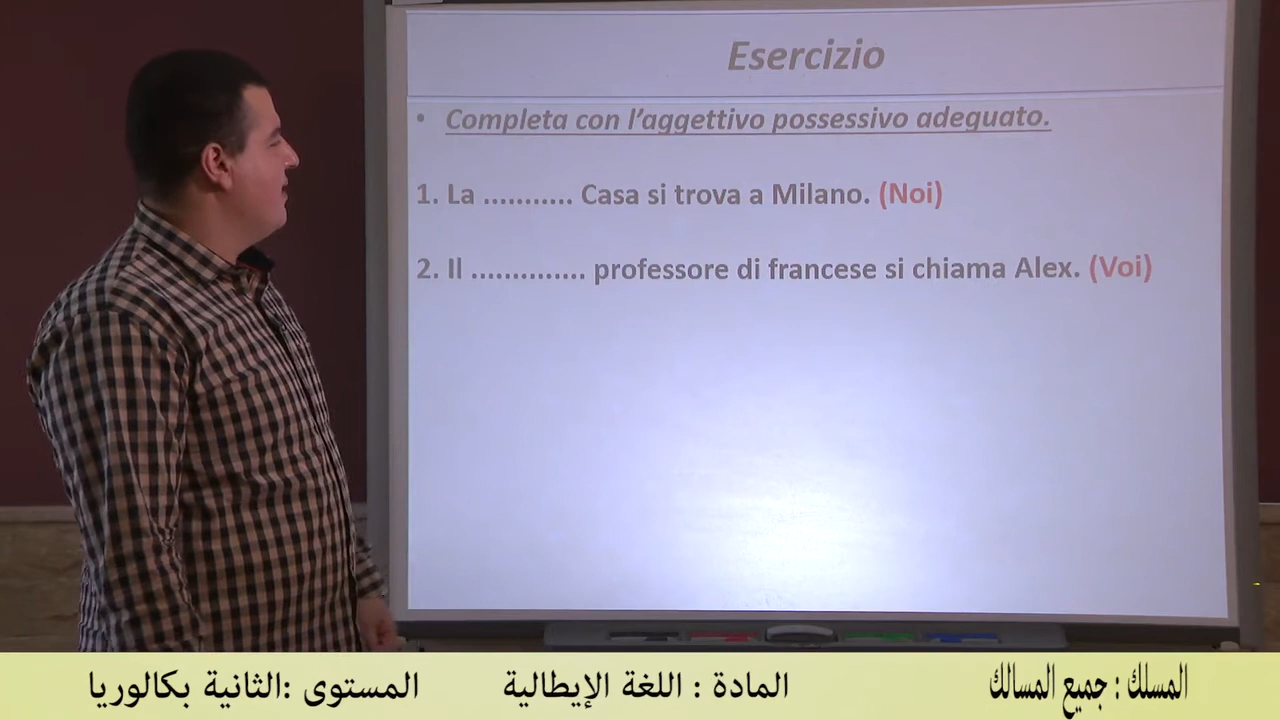 Esercizio
• Completa con l'aggettivo possessivo adeguato.
1. La ........... Casa si trova a Milano. (Noi)
2. Il .............. professore di francese si chiama Alex. (Voi)
المسلك : جميع المسالك المادة : اللغة الإيطالية المستوى :الثانية بكالوريا